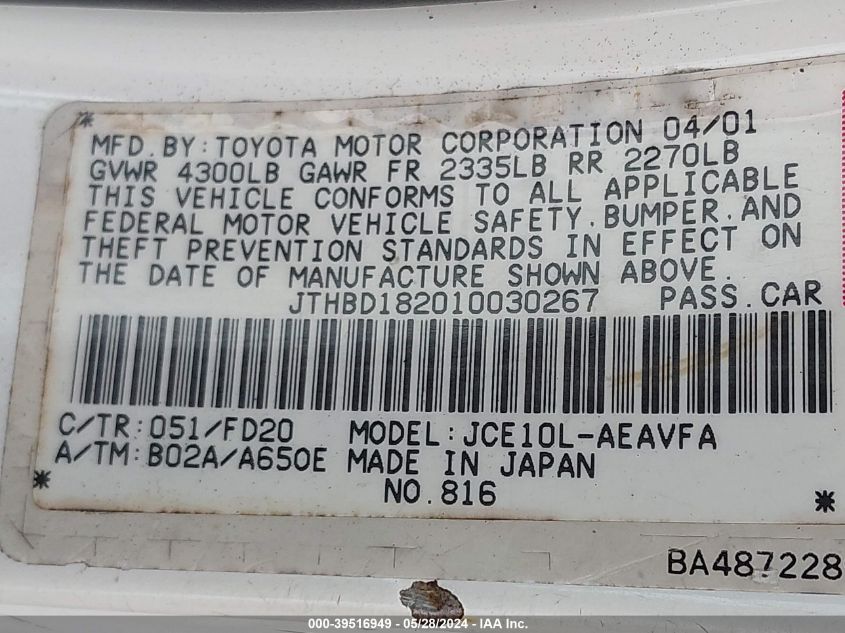 MFD. BY: TOYOTA MOTOR CORPORATION 04/01
GVWR 4300LB GAWR FR 2335LB RR 2270LB
THIS VEHICLE CONFORMS TO ALL APPLICABLE
FEDERAL MOTOR VEHICLE SAFETY, BUMPER, AND
THEFT PREVENTION STANDARDS IN EFFECT ON
THE DATE OF MANUFACTURE SHOWN ABOVE.
JTHBD182010030267 PASS. CAR
C/TR: 051/FD20 MODEL: JCE10L-AEAVFA
A/TM: B02A/A650E MADE IN JAPAN
NO. 816
BA487228
000-39516949 - 05/28/2024 - IAA Inc.